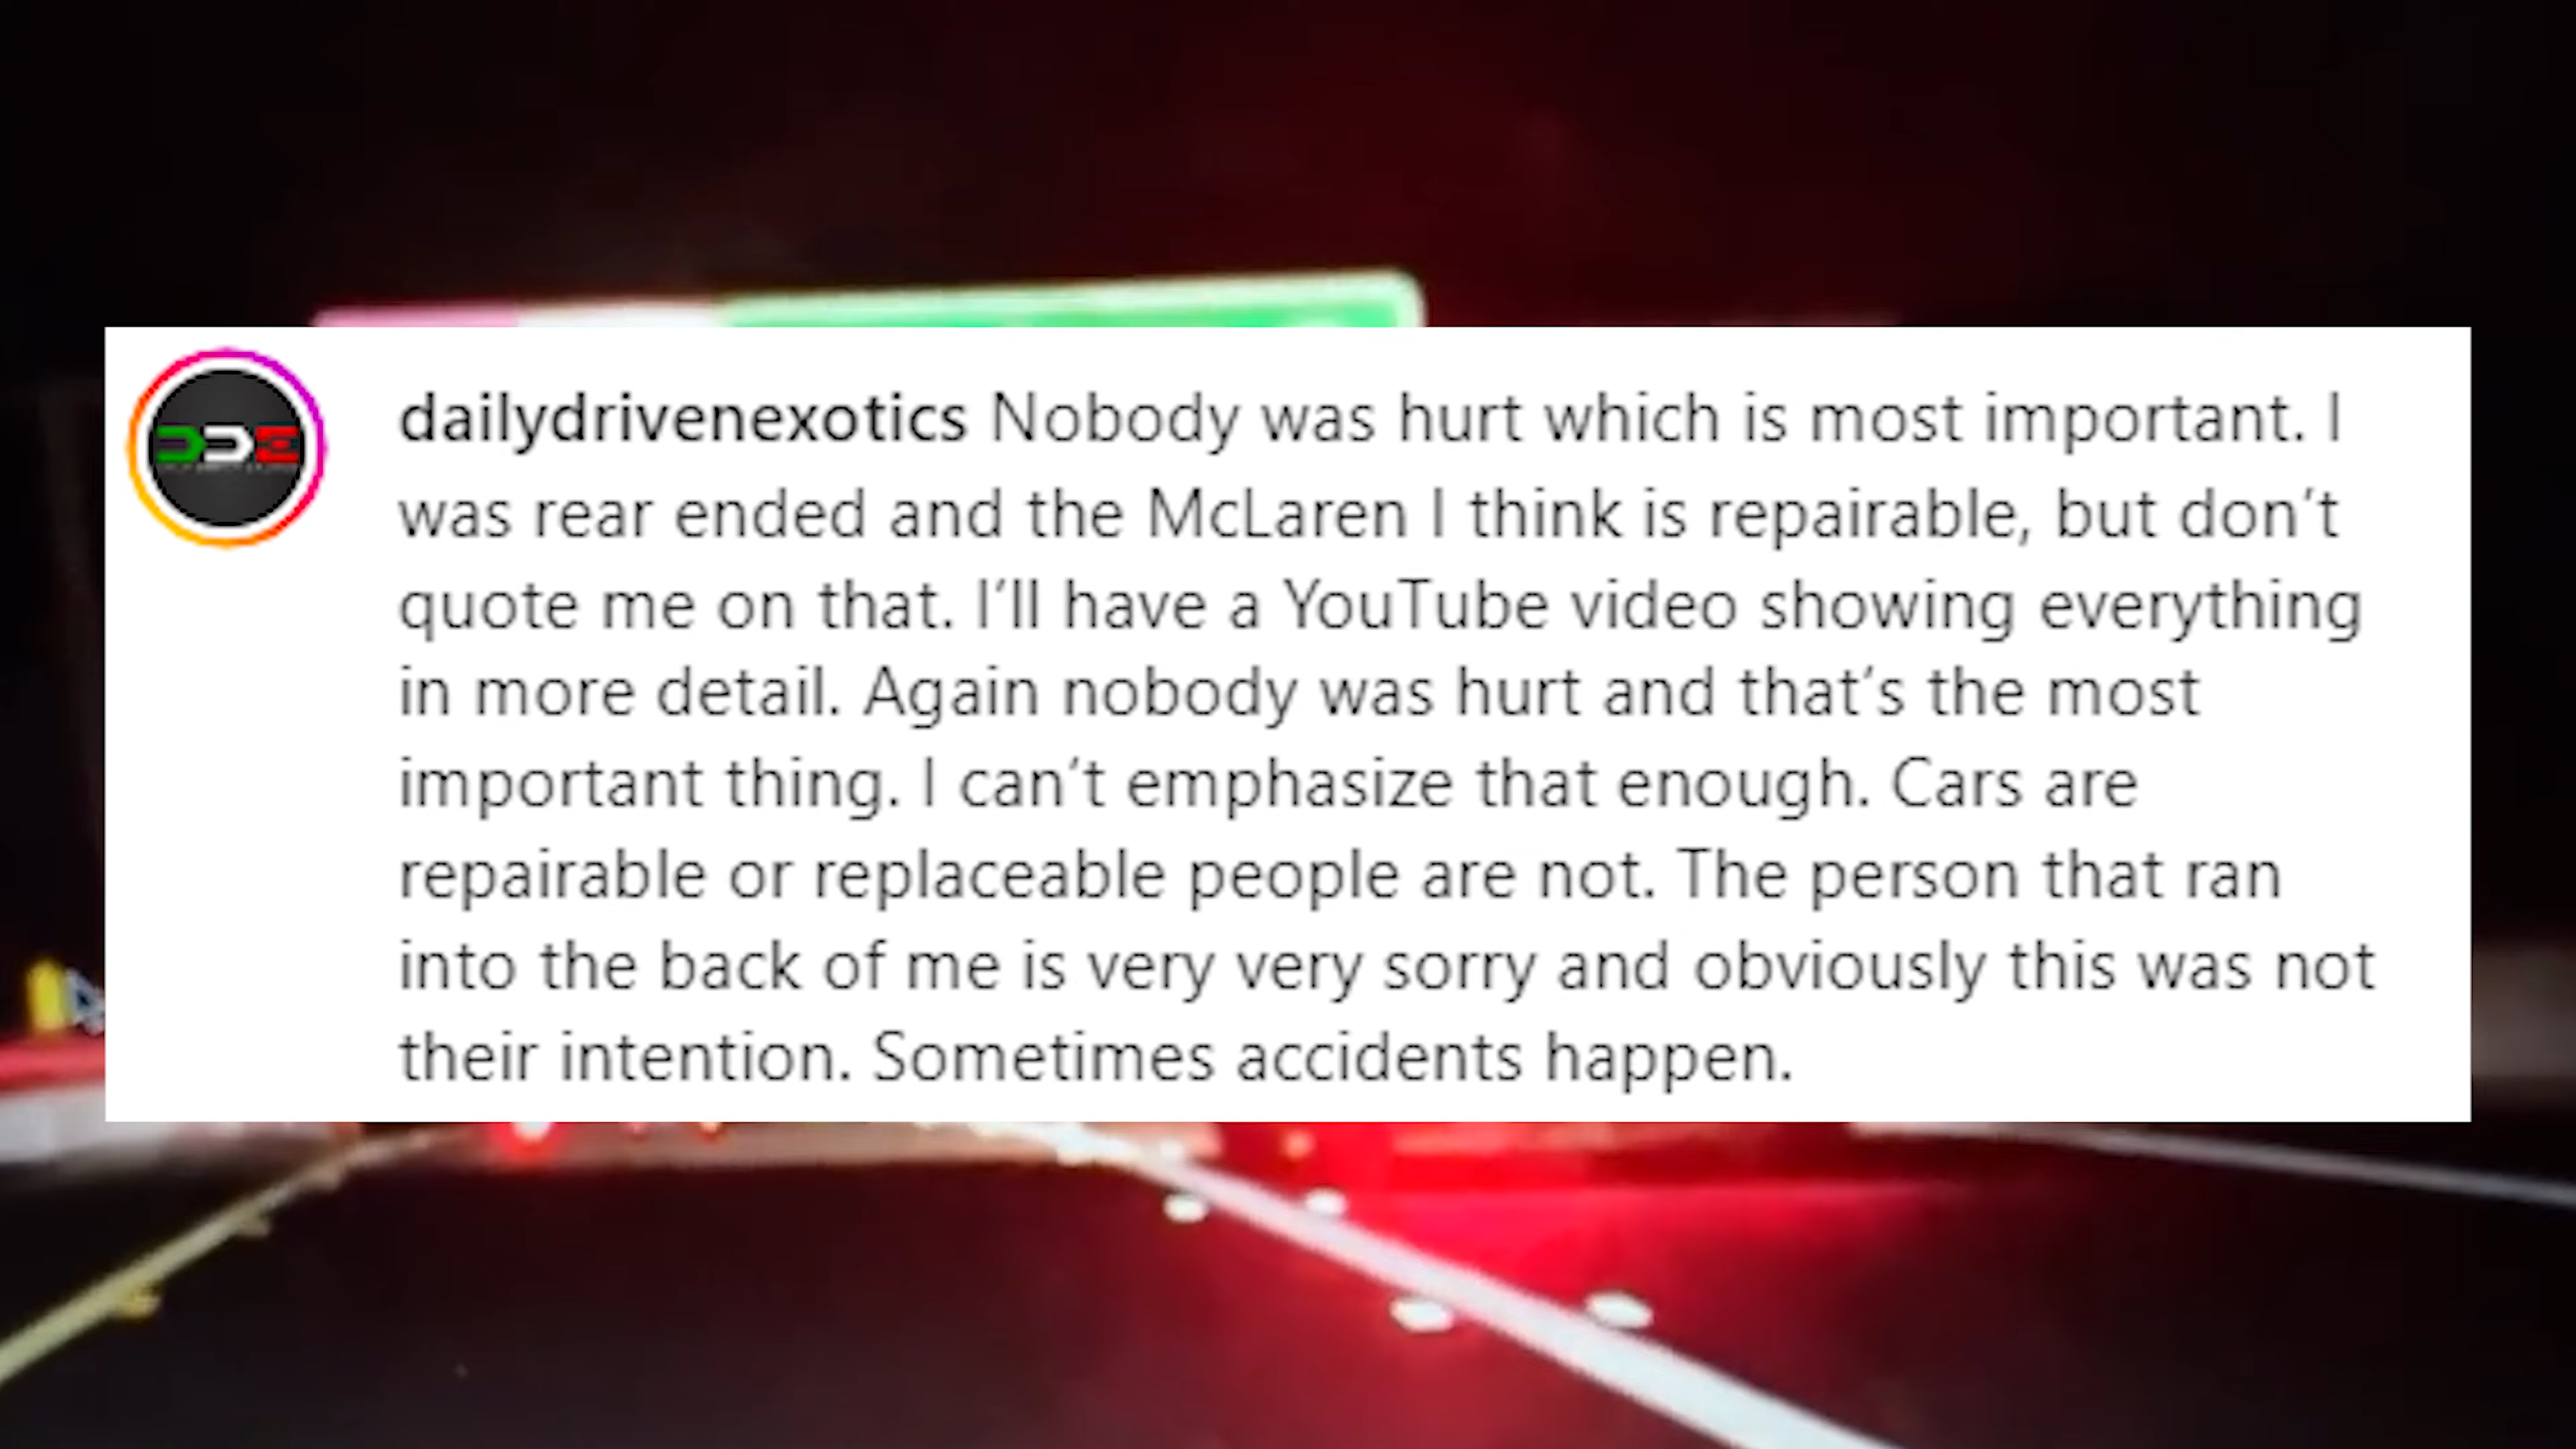 DDE
dailydrivenexotics Nobody was hurt which is most important. I
was rear ended and the McLaren I think is repairable, but don’t
quote me on that. I’ll have a YouTube video showing everything
in more detail. Again nobody was hurt and that’s the most
important thing. I can’t emphasize that enough. Cars are
repairable or replaceable people are not. The person that ran
into the back of me is very very sorry and obviously this was not
their intention. Sometimes accidents happen.